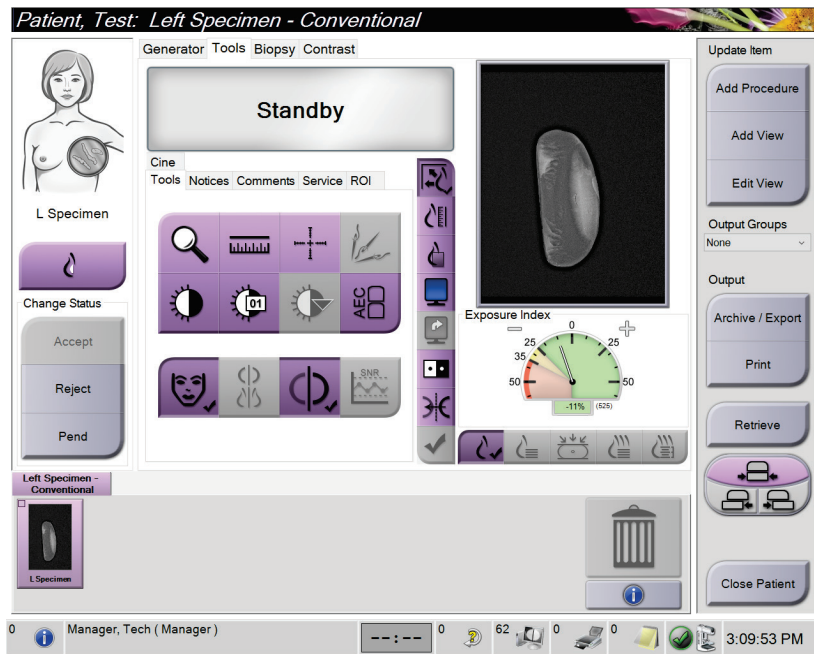 Patient, Test: Left Specimen - Conventional
Generator Tools Biopsy Contrast
Standby
Cine
Tools Notices Comments Service ROI
01
AEC
SNR
L Specimen
Change Status
Accept
Reject
Pend
Exposure Index
0
25 25
35
50 50
-11% (525)
Update Item
Add Procedure
Add View
Edit View
Output Groups
None
Output
Archive / Export
Print
Retrieve
Close Patient
Left Specimen -
Conventional
L Specimen
0 Manager, Tech ( Manager ) --:-- 0 62 0 0 3:09:53 PM